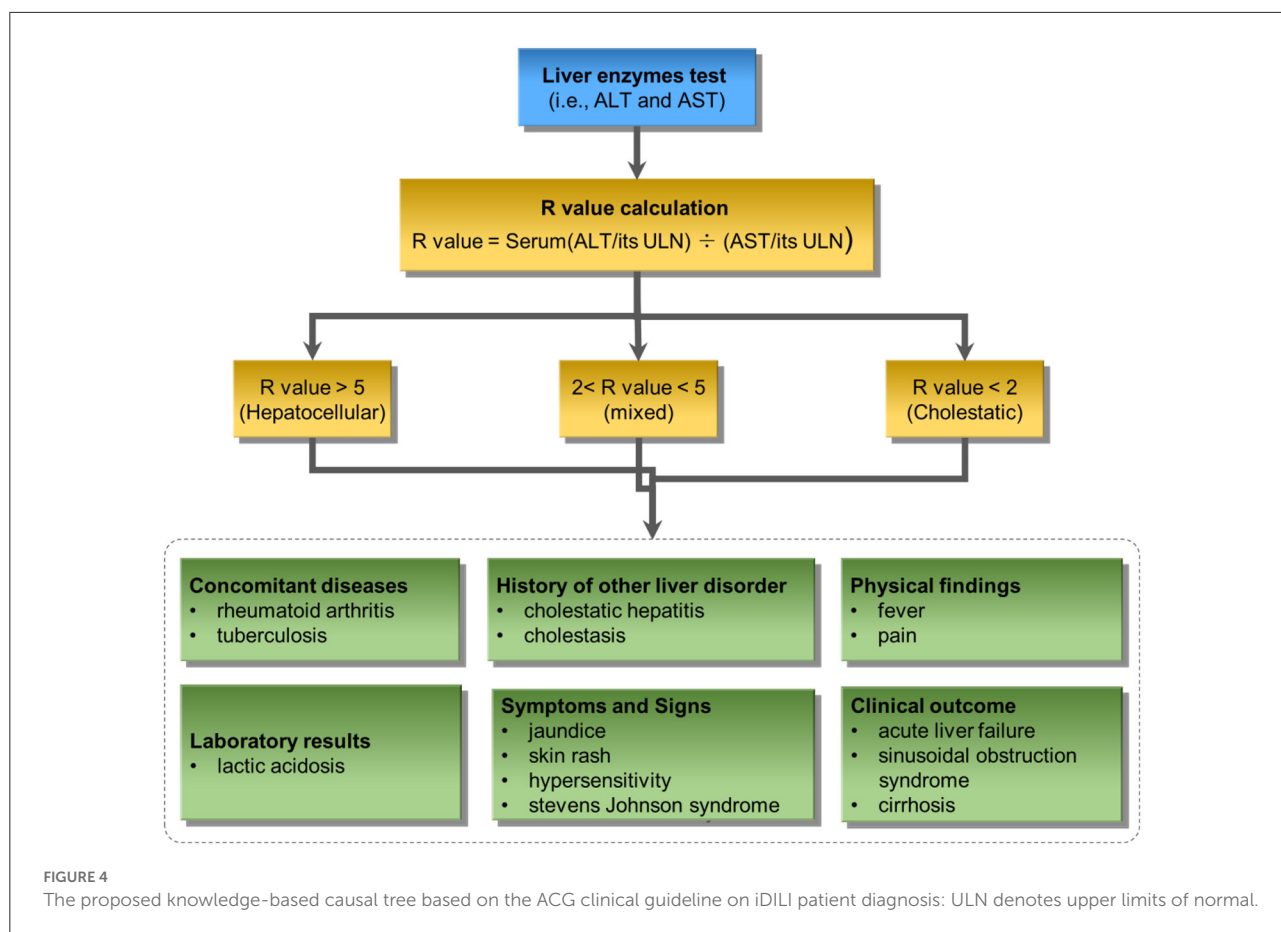 Liver enzymes test
(i.e., ALT and AST)
R value calculation
R value = Serum(ALT/its ULN) ÷ (AST/its ULN)
R value > 5
(Hepatocellular)
2< R value < 5
(mixed)
R value < 2
(Cholestatic)
Concomitant diseases
• rheumatoid arthritis
• tuberculosis
History of other liver disorder
• cholestatic hepatitis
• cholestasis
Physical findings
• fever
• pain
Laboratory results
• lactic acidosis
Symptoms and Signs
• jaundice
• skin rash
• hypersensitivity
• stevens Johnson syndrome
Clinical outcome
• acute liver failure
• sinusoidal obstruction
syndrome
• cirrhosis
FIGURE 4
The proposed knowledge-based causal tree based on the ACG clinical guideline on iDILI patient diagnosis: ULN denotes upper limits of normal.